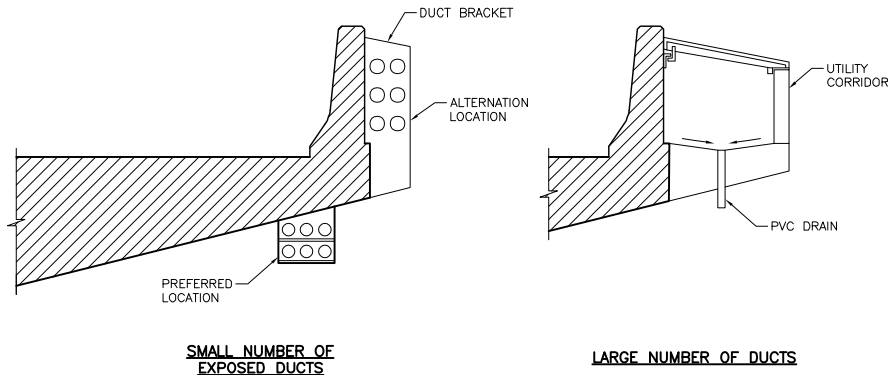 DUCT BRACKET
ALTERNATION
LOCATION
PREFERRED
LOCATION
SMALL NUMBER OF
EXPOSED DUCTS
UTILITY
CORRIDOR
PVC DRAIN
LARGE NUMBER OF DUCTS